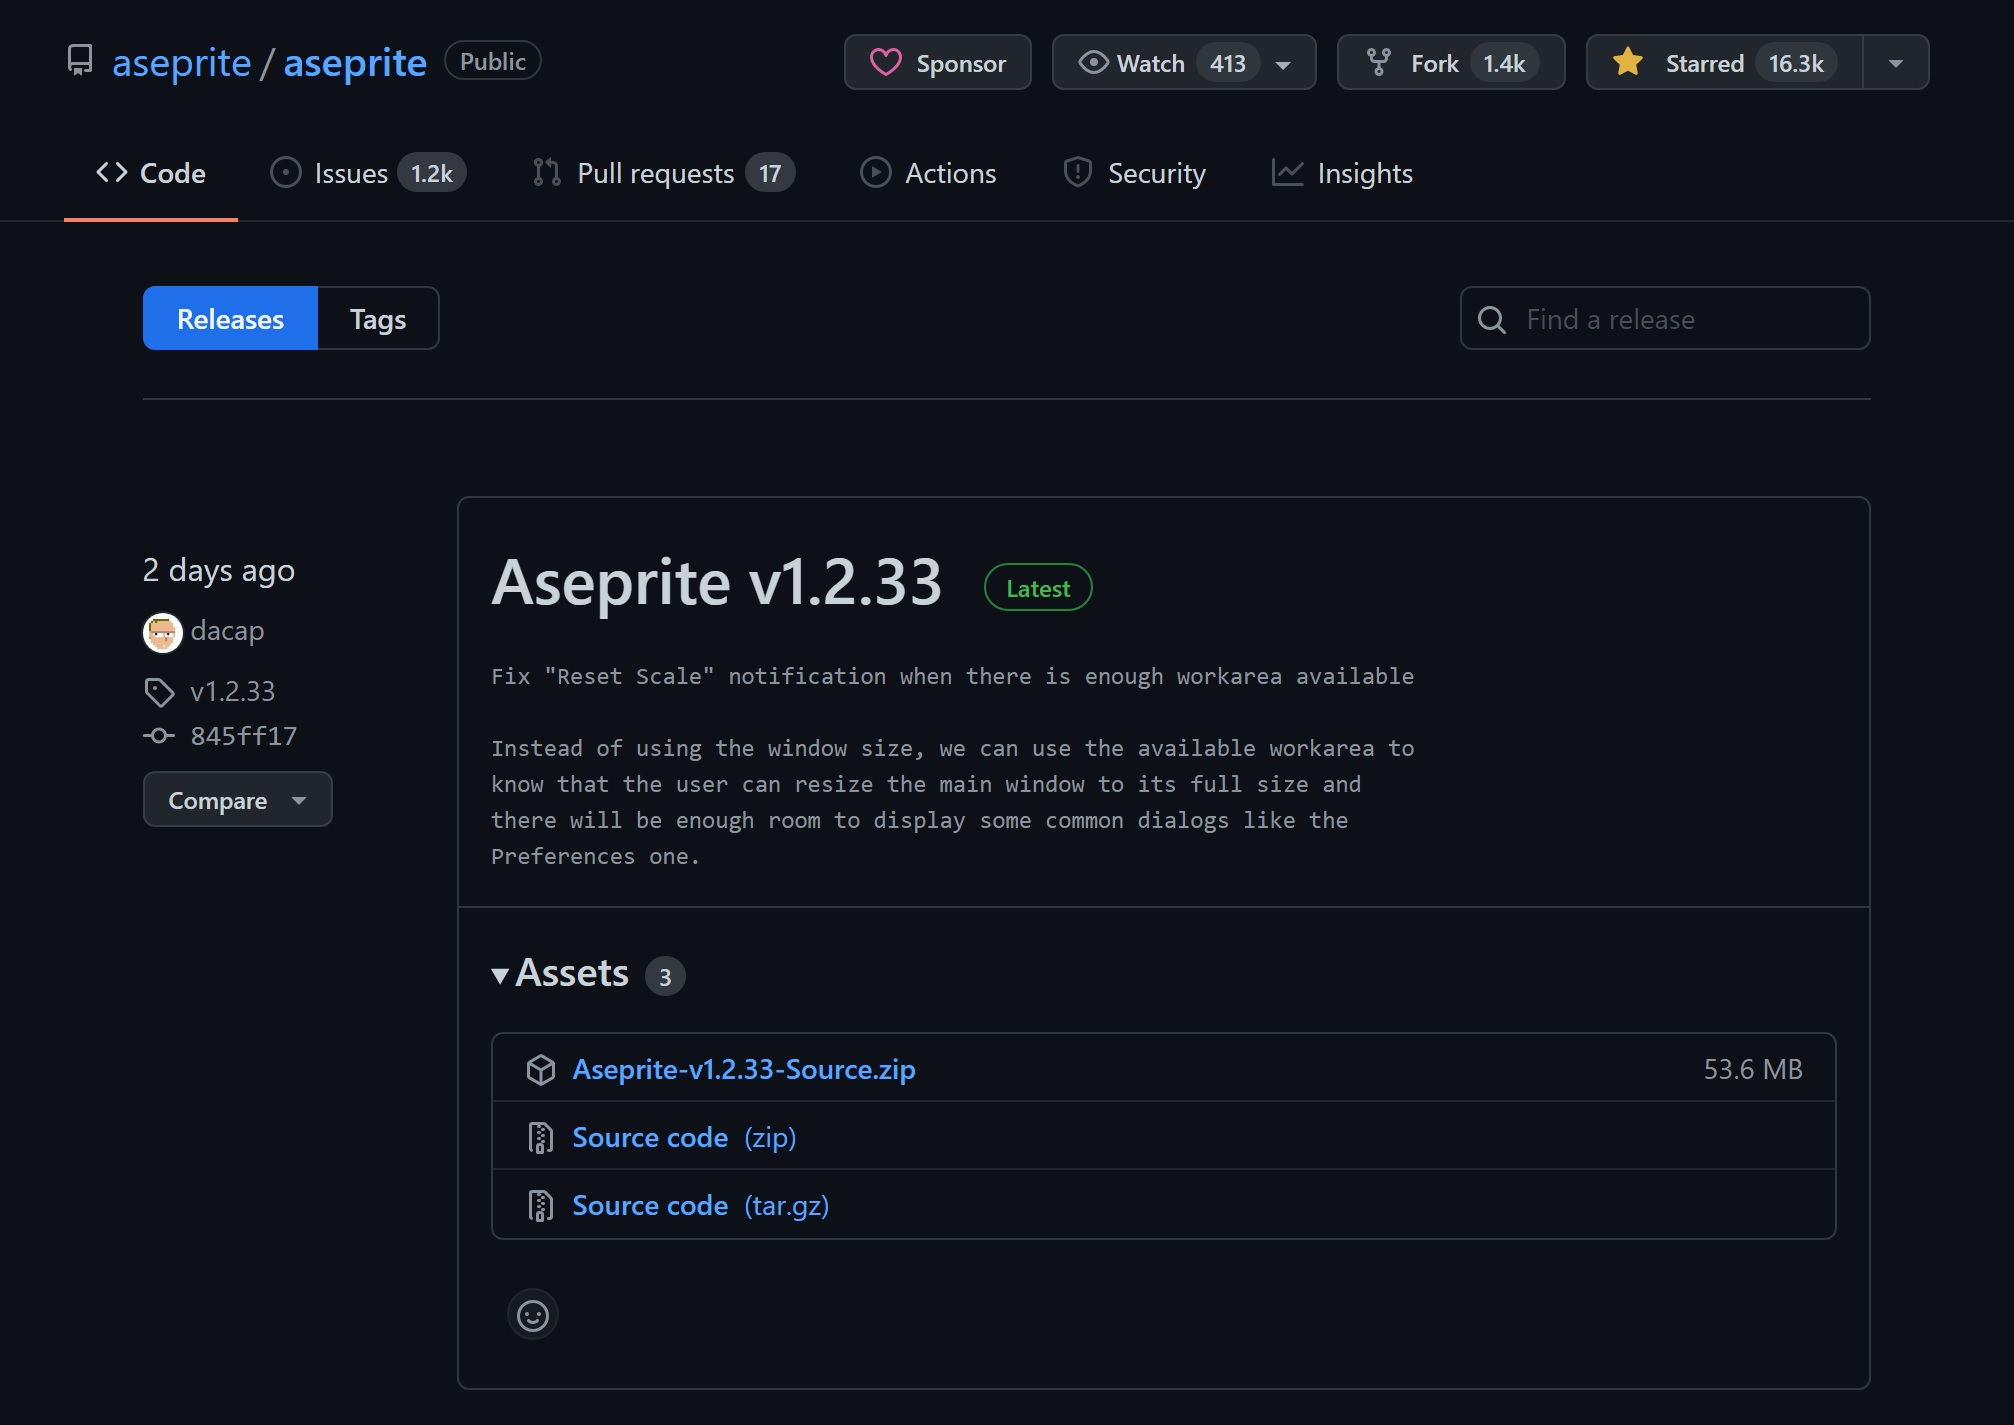 aseprite / aseprite Public Sponsor Watch 413 Fork 1.4k Starred 16.3k
Code Issues 1.2k Pull requests 17 Actions Security Insights
Releases Tags Find a release
2 days ago
dacap
v1.2.33
845ff17
Compare
Aseprite v1.2.33 Latest
Fix "Reset Scale" notification when there is enough workarea available
Instead of using the window size, we can use the available workarea to
know that the user can resize the main window to its full size and
there will be enough room to display some common dialogs like the
Preferences one.
Assets 3
Aseprite-v1.2.33-Source.zip 53.6 MB
Source code (zip)
Source code (tar.gz)